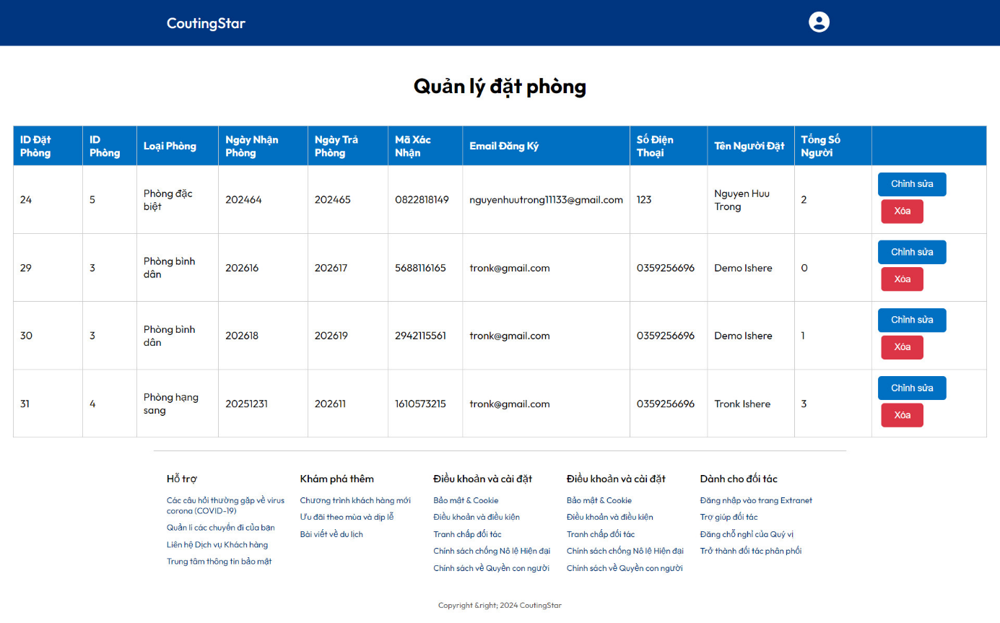 CoutingStar
Quản lý đặt phòng
ID Đặt Phòng ID Phòng Loại Phòng Ngày Nhận Phòng Ngày Trả Phòng Mã Xác Nhận Email Đăng Ký Số Điện Thoại Tên Người Đặt Tổng Số Người
24 5 Phòng đặc biệt 202464 202465 0822818149 nguyenhuutrong11133@gmail.com 123 Nguyen Huu Trong 2 Chỉnh sửa Xóa
29 3 Phòng bình dân 202616 202617 5688116165 tronk@gmail.com 0359256696 Demo Ishere 0 Chỉnh sửa Xóa
30 3 Phòng bình dân 202618 202619 2942115561 tronk@gmail.com 0359256696 Demo Ishere 1 Chỉnh sửa Xóa
31 4 Phòng hạng sang 20251231 202611 1610573215 tronk@gmail.com 0359256696 Tronk Ishere 3 Chỉnh sửa Xóa
Hỗ trợ
Các câu hỏi thường gặp về virus
corona (COVID-19)
Quản lí các chuyến đi của bạn
Liên hệ Dịch vụ Khách hàng
Trung tâm thông tin bảo mật
Khám phá thêm
Chương trình khách hàng mới
Ưu đãi theo mùa và dịp lễ
Bài viết về du lịch
Điều khoản và cài đặt
Bảo mật & Cookie
Điều khoản và điều kiện
Tranh chấp đối tác
Chính sách chống Nô lệ Hiện đại
Chính sách về Quyền con người
Điều khoản và cài đặt
Bảo mật & Cookie
Điều khoản và điều kiện
Tranh chấp đối tác
Chính sách chống Nô lệ Hiện đại
Chính sách về Quyền con người
Dành cho đối tác
Đăng nhập vào trang Extranet
Trợ giúp đối tác
Đăng chỗ nghỉ của Quý vị
Trở thành đối tác phân phối
Copyright &right; 2024 CoutingStar